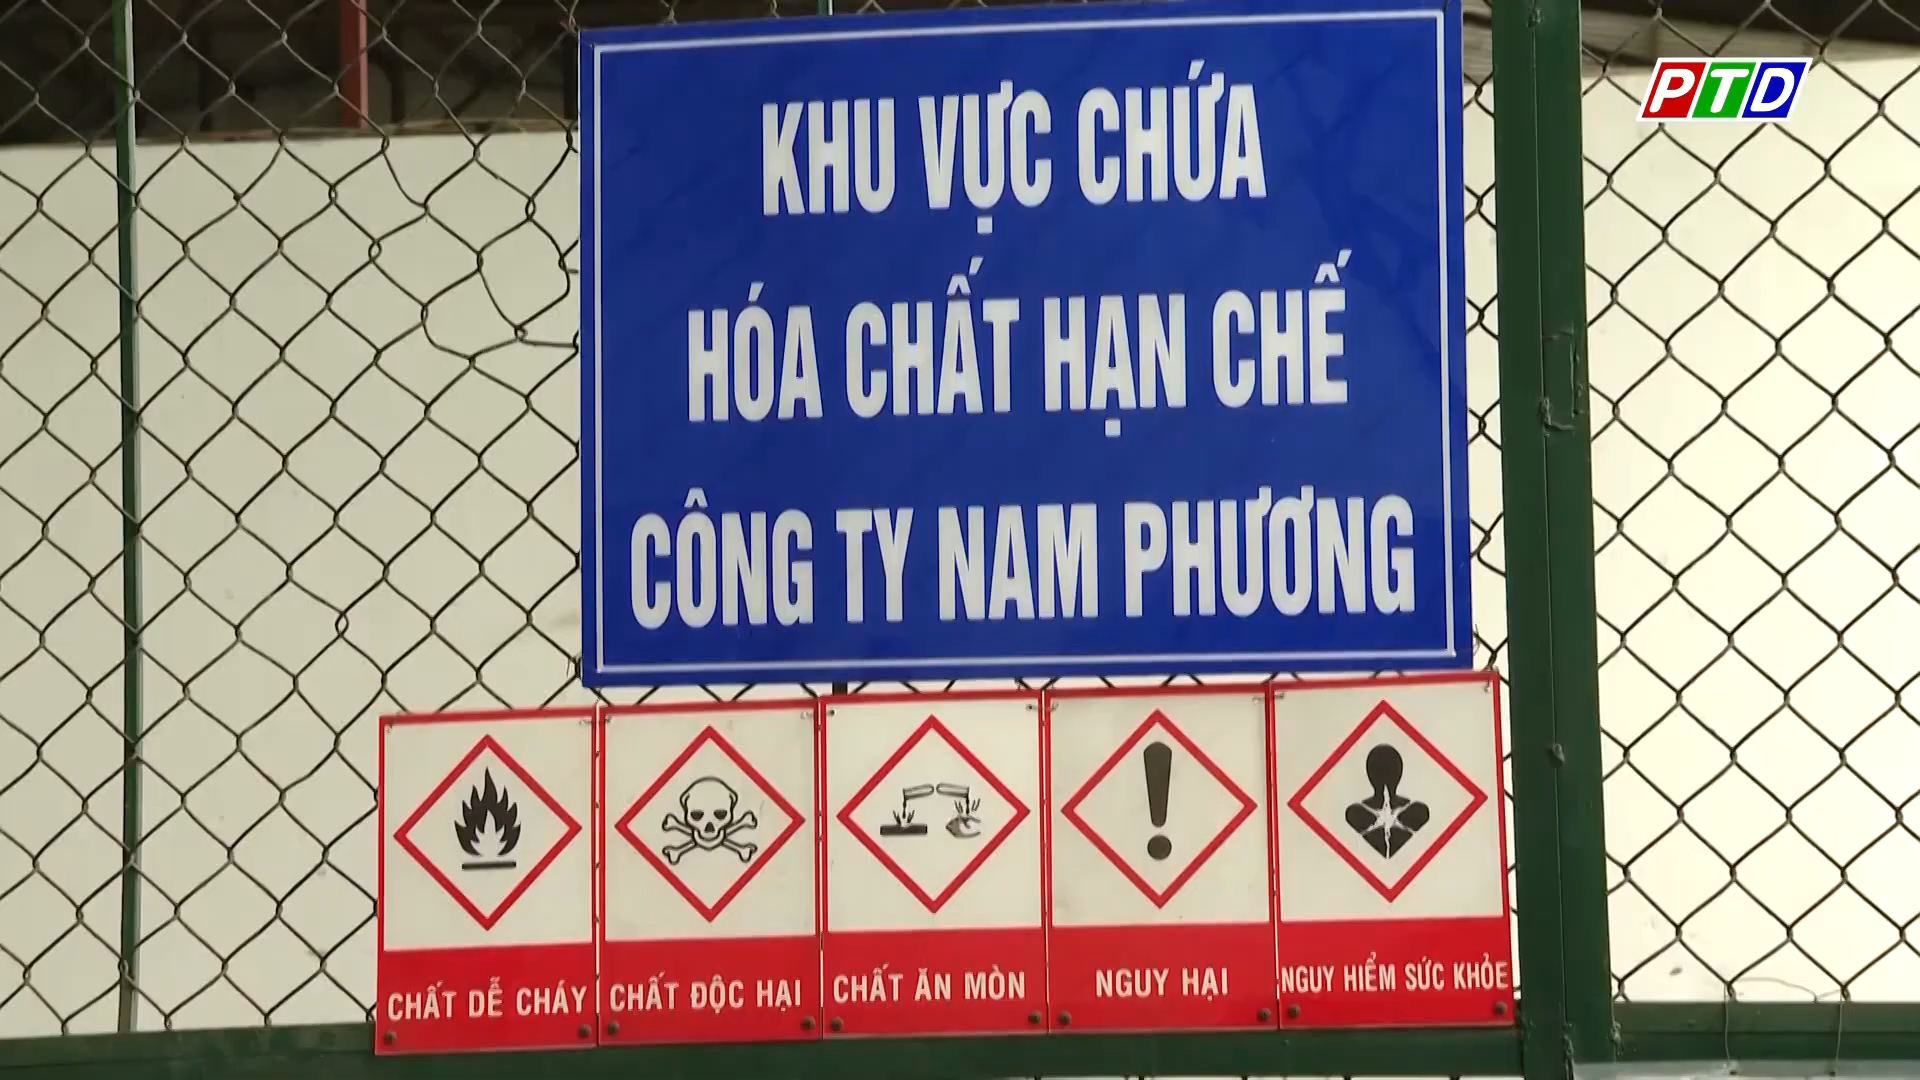 PTD
KHU VỰC CHỨA
HÓA CHẤT HẠN CHẾ
CÔNG TY NAM PHƯƠNG
CHẤT DỄ CHÁY
CHẤT ĐỘC HẠI
CHẤT ĂN MÒN
NGUY HẠI
NGUY HIỂM SỨC KHỎE